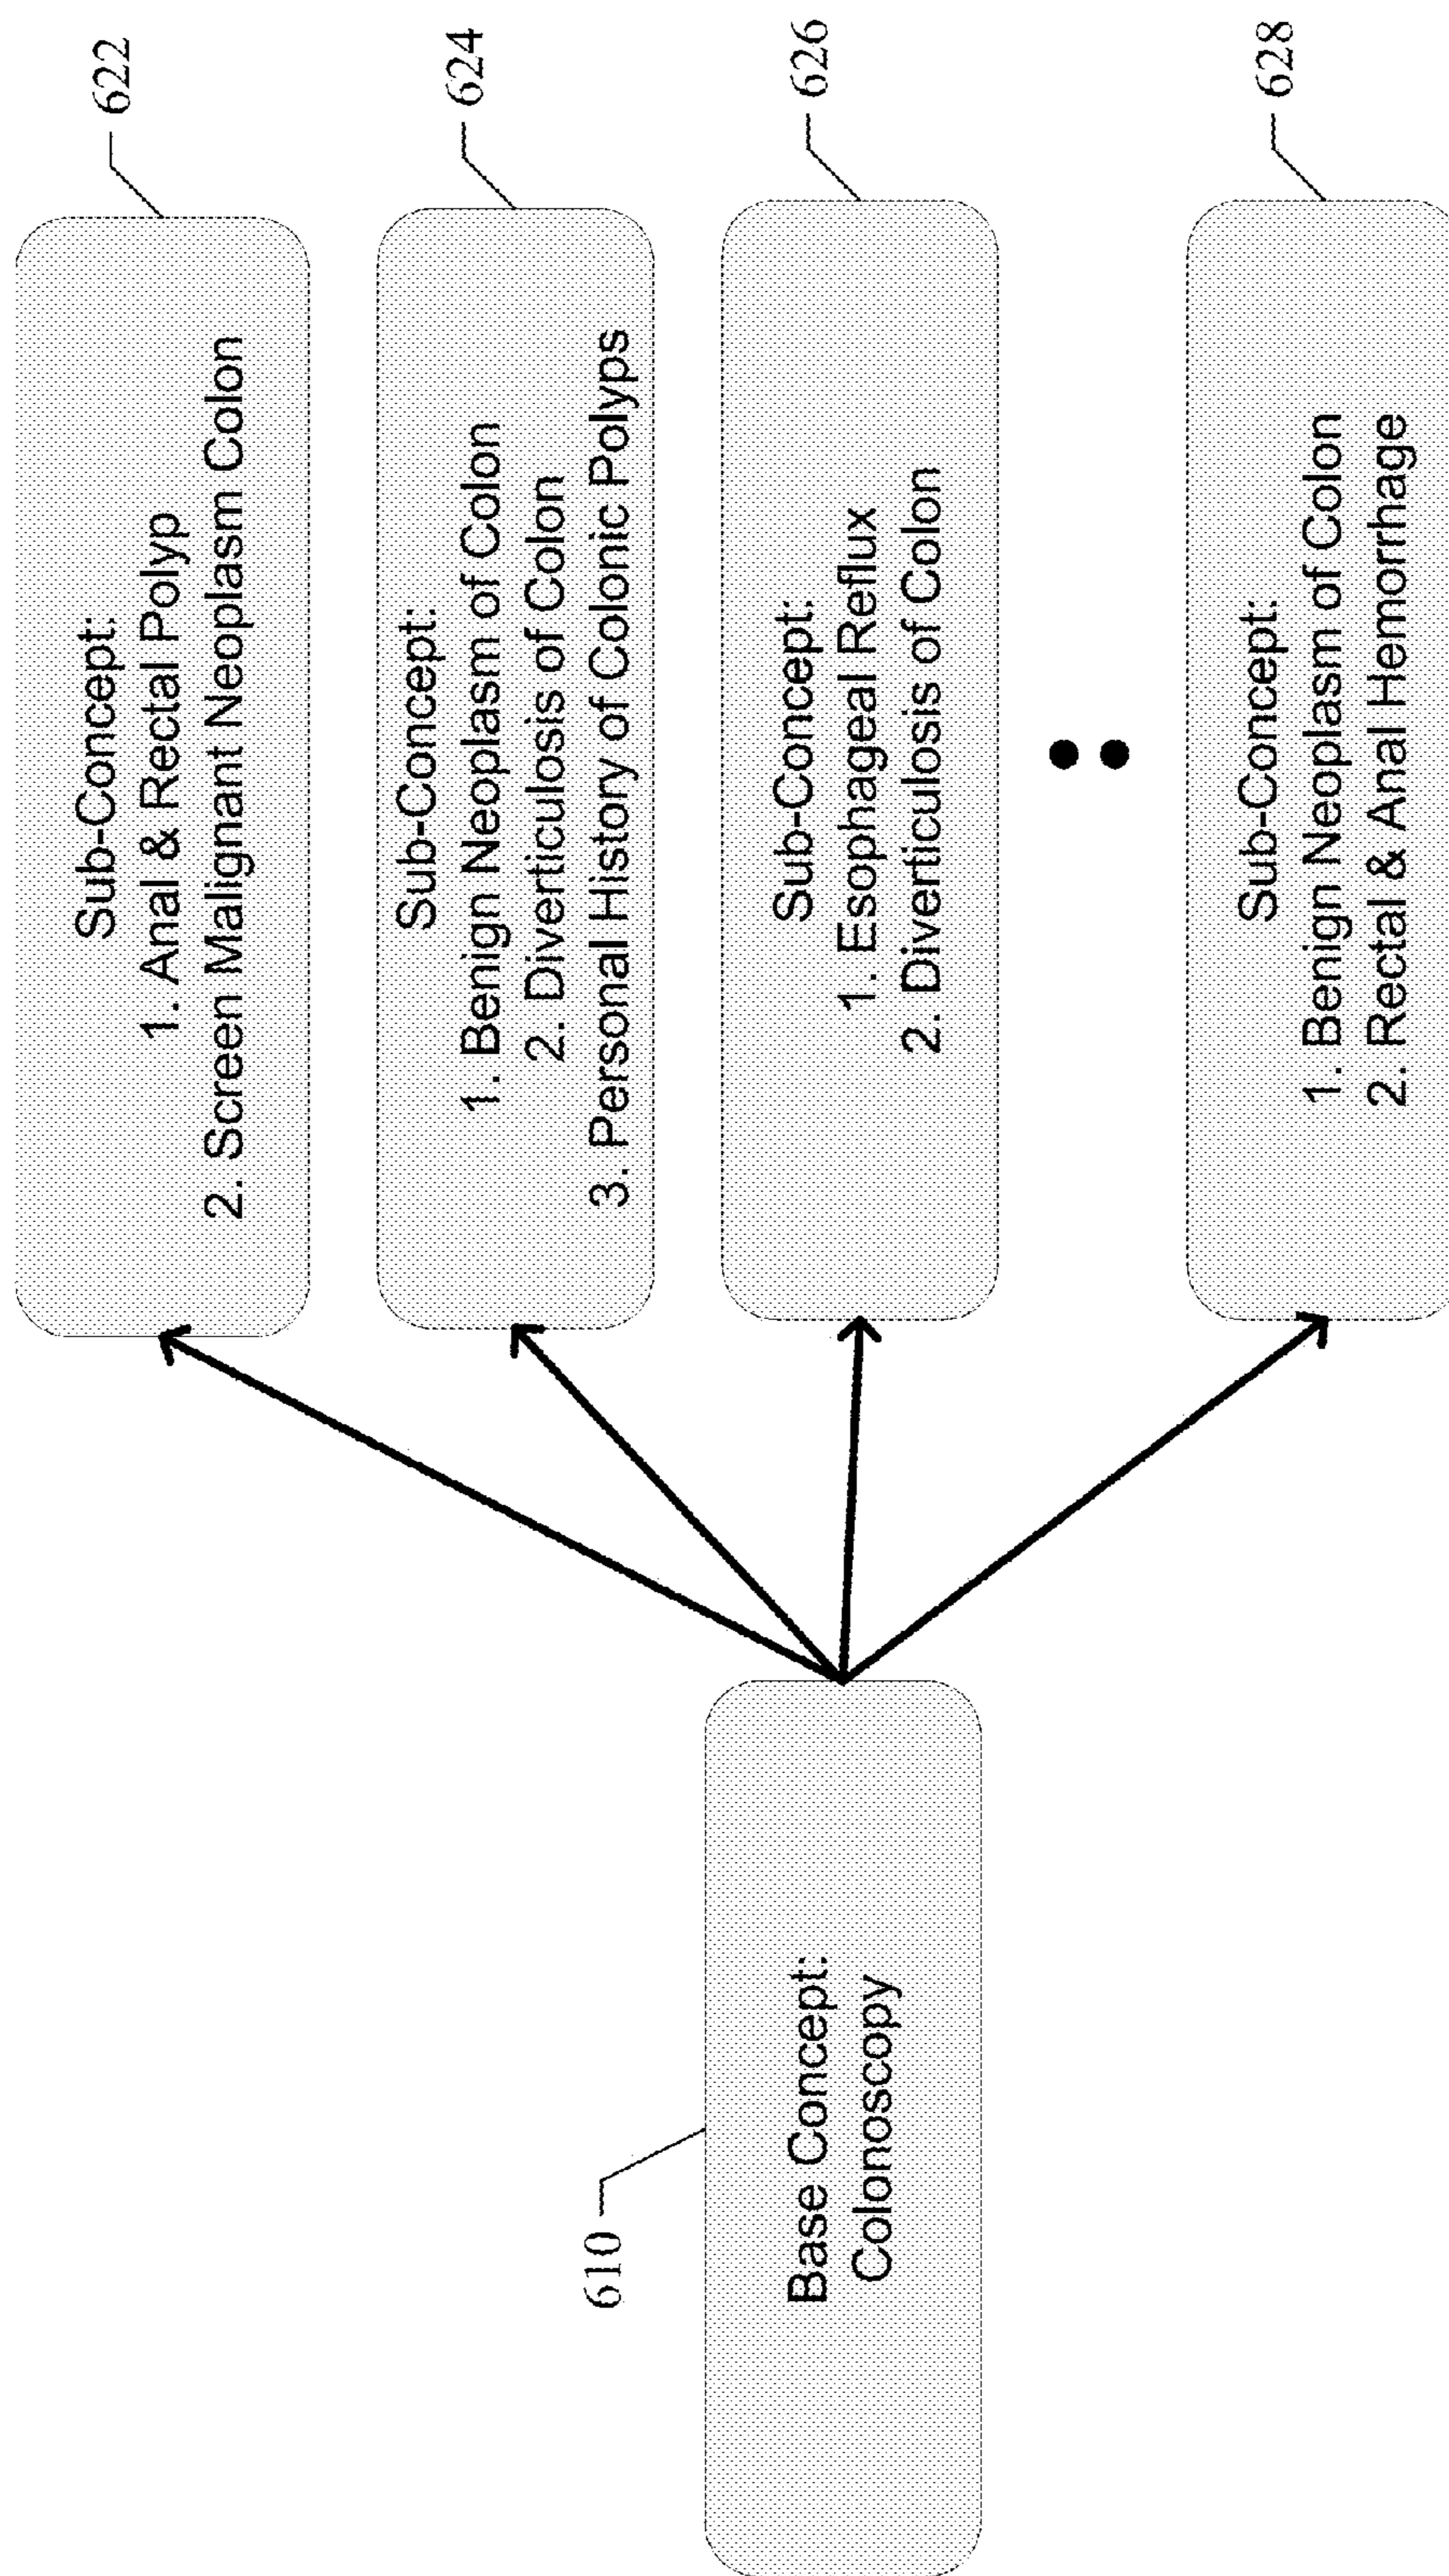 622
Sub-Concept:
1. Anal & Rectal Polyp
2. Screen Malignant Neoplasm Colon
624
Sub-Concept:
1. Benign Neoplasm of Colon
2. Diverticulosis of Colon
3. Personal History of Colonic Polyps
610
Base Concept:
Colonoscopy
626
Sub-Concept:
1. Esophageal Reflux
2. Diverticulosis of Colon
628
Sub-Concept:
1. Benign Neoplasm of Colon
2. Rectal & Anal Hemorrhage